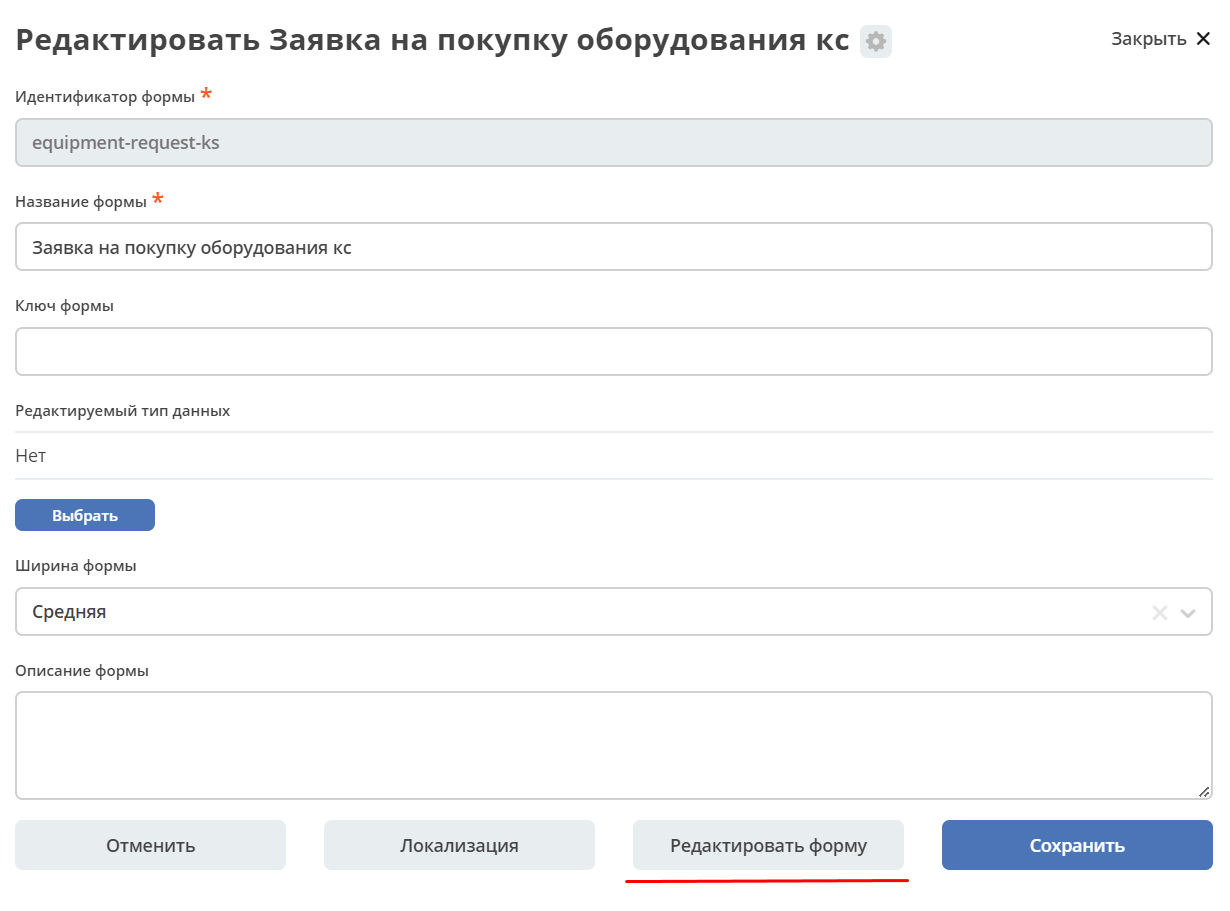 Редактировать Заявка на покупку оборудования кс
Закрыть
Идентификатор формы *
equipment-request-ks
Название формы *
Заявка на покупку оборудования кс
Ключ формы
Редактируемый тип данных
Нет
Выбрать
Ширина формы
Средняя
Описание формы
Отменить
Локализация
Редактировать форму
Сохранить